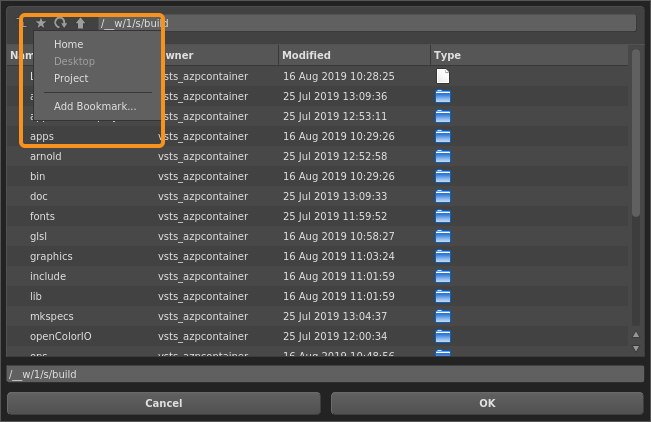 /__w/1/s/build
Modified Type
Home
Desktop
Project
Add Bookmark...
16 Aug 2019 10:28:25
vsts_azpcontainer 25 Jul 2019 13:09:36
vsts_azpcontainer 25 Jul 2019 12:53:11
apps vsts_azpcontainer 16 Aug 2019 10:29:26
arnold vsts_azpcontainer 25 Jul 2019 12:52:58
bin vsts_azpcontainer 16 Aug 2019 10:29:26
doc vsts_azpcontainer 25 Jul 2019 13:09:33
fonts vsts_azpcontainer 25 Jul 2019 11:59:52
glsl vsts_azpcontainer 16 Aug 2019 10:58:27
graphics vsts_azpcontainer 16 Aug 2019 11:03:24
include vsts_azpcontainer 16 Aug 2019 11:01:59
lib vsts_azpcontainer 16 Aug 2019 11:01:59
mkspecs vsts_azpcontainer 25 Jul 2019 13:04:37
openColorIO vsts_azpcontainer 25 Jul 2019 12:00:34
vsts_azpcontainer 16 Aug 2019 10:48:56
/__w/1/s/build
Cancel OK